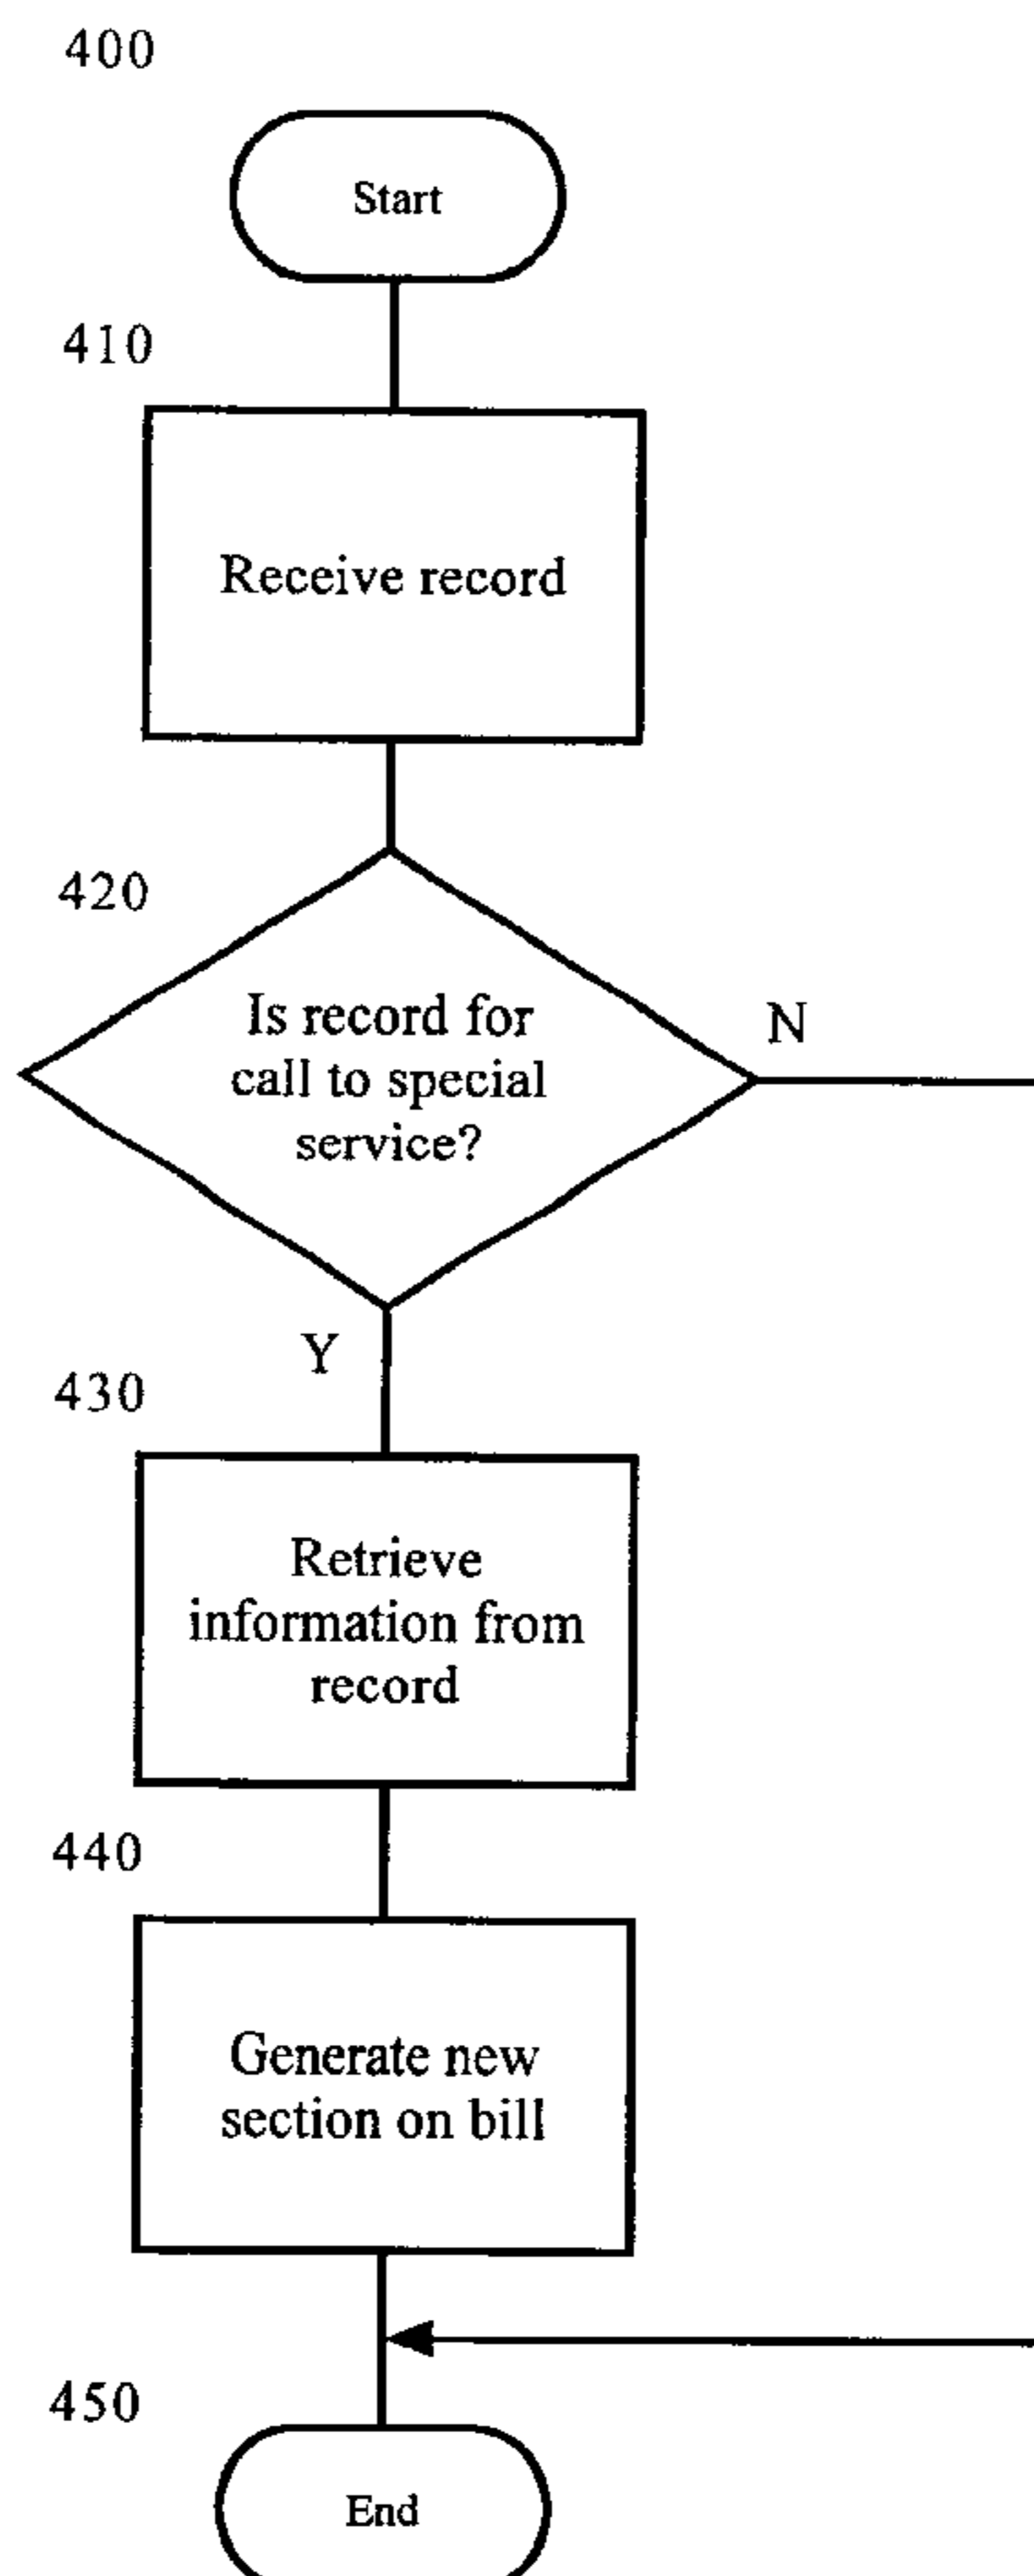 400
Start
410
Receive record
420
Is record for
call to special
service?
N
Y
430
Retrieve
information from
record
440
Generate new
section on bill
450
End